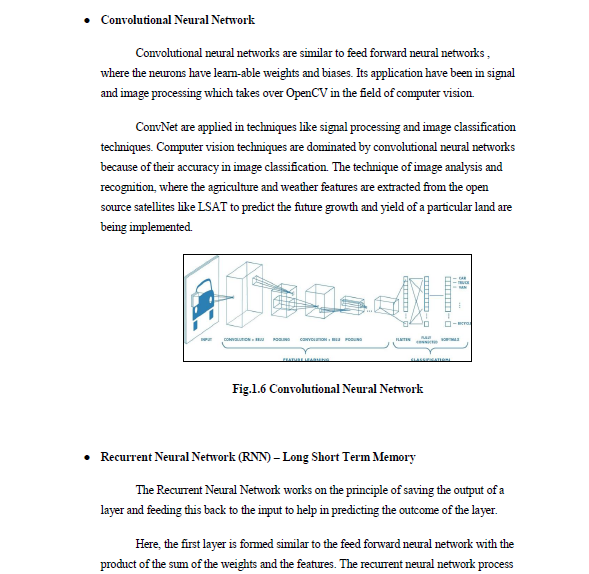 • Convolutional Neural Network
Convolutional neural networks are similar to feed forward neural networks ,
where the neurons have learn-able weights and biases. Its application have been in signal
and image processing which takes over OpenCV in the field of computer vision.
ConvNet are applied in techniques like signal processing and image classification
techniques. Computer vision techniques are dominated by convolutional neural networks
because of their accuracy in image classification. The technique of image analysis and
recognition, where the agriculture and weather features are extracted from the open
source satellites like LSAT to predict the future growth and yield of a particular land are
being implemented.
CAR
TRUCK
VAN
BICYCLE
INPUT
CONVOLUTION + RELU
POOLING
CONVOLUTION + RELU
POOLING
FLATTEN
FULLY
CONNECTED
SOFTMAX
FEATURE LEARNING
CLASSIFICATION
Fig.1.6 Convolutional Neural Network
• Recurrent Neural Network (RNN) – Long Short Term Memory
The Recurrent Neural Network works on the principle of saving the output of a
layer and feeding this back to the input to help in predicting the outcome of the layer.
Here, the first layer is formed similar to the feed forward neural network with the
product of the sum of the weights and the features. The recurrent neural network process